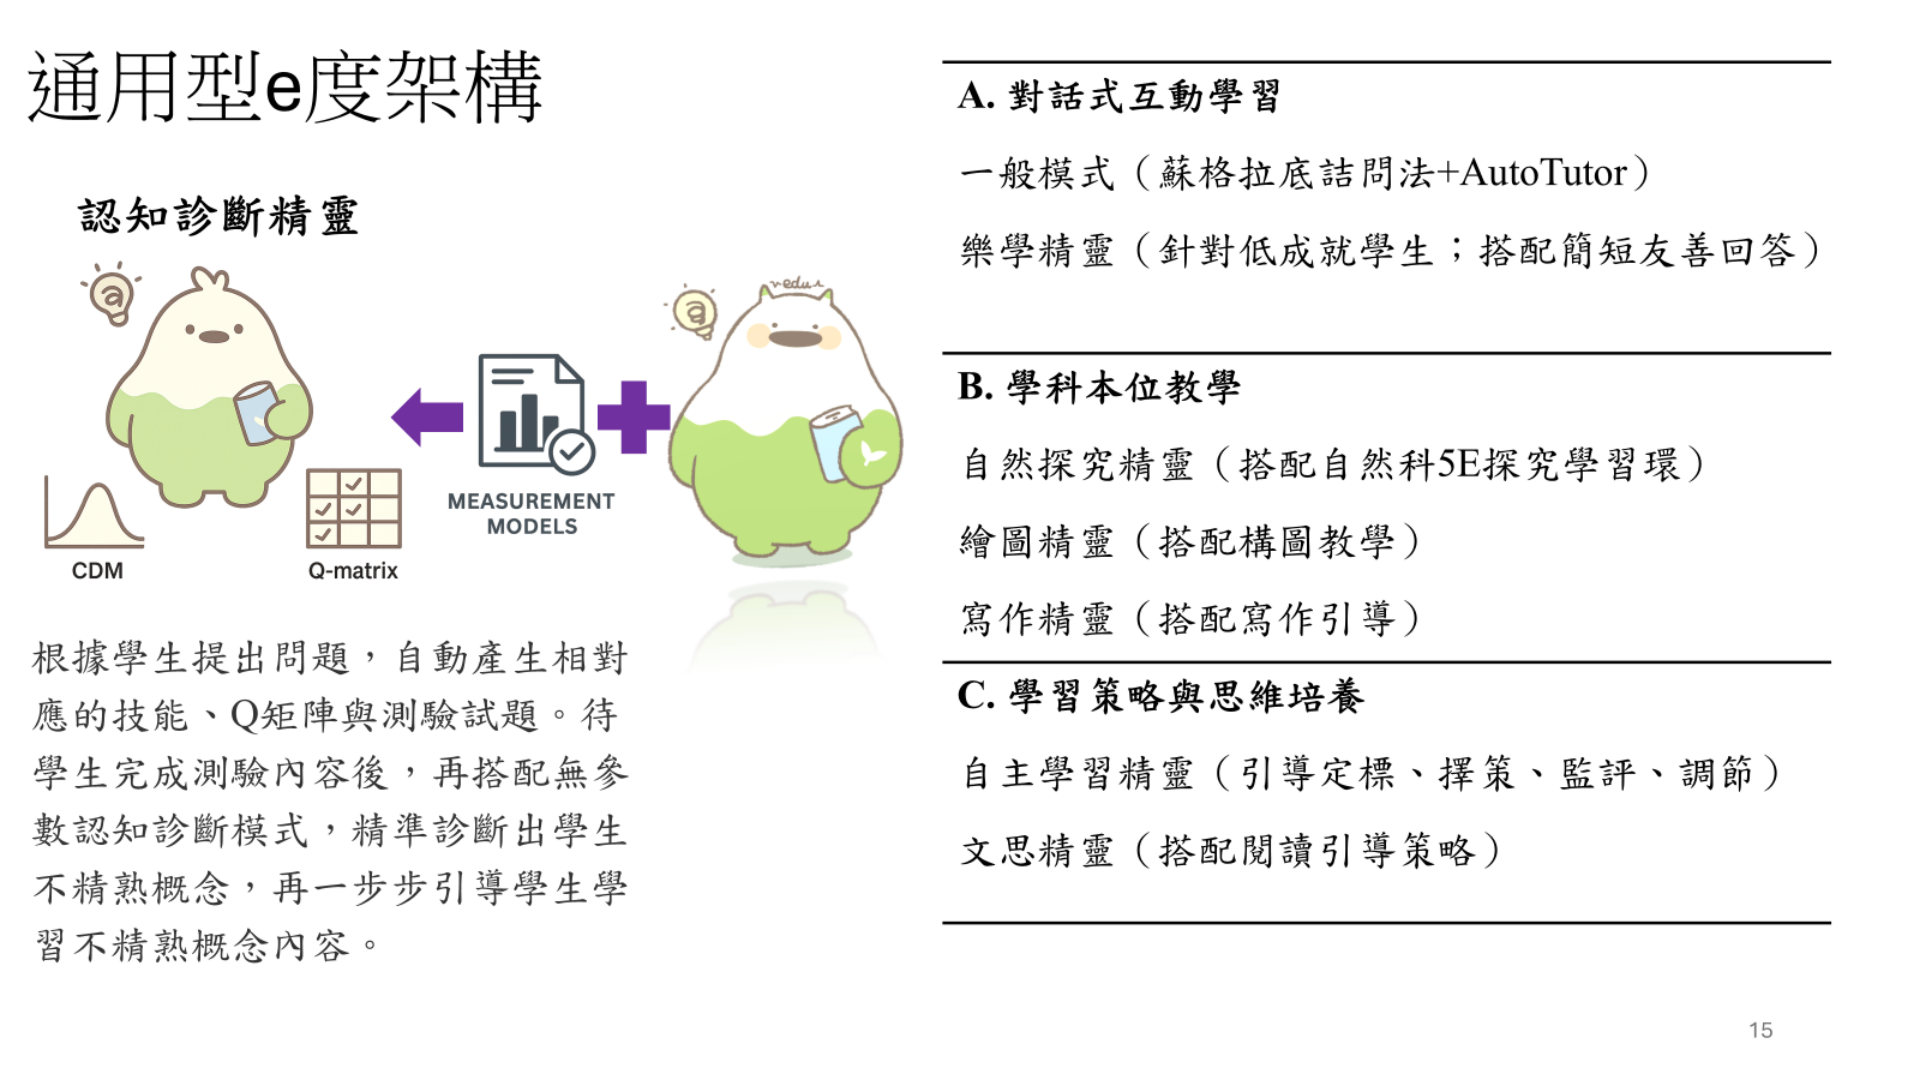 通用型e度架構
認知診斷精靈
CDM
Q-matrix
MEASUREMENT
MODELS
根據學生提出問題，自動產生相對
應的技能、Q矩陣與測驗試題。待
學生完成測驗內容後，再搭配無參
數認知診斷模式，精準診斷出學生
不精熟概念，再一步步引導學生學
習不精熟概念內容。
A. 對話式互動學習
一般模式（蘇格拉底詰問法+AutoTutor）
樂學精靈（針對低成就學生；搭配簡短友善回答）
B. 學科本位教學
自然探究精靈（搭配自然科5E探究學習環）
繪圖精靈（搭配構圖教學）
寫作精靈（搭配寫作引導）
C. 學習策略與思維培養
自主學習精靈（引導定標、擇策、監評、調節）
文思精靈（搭配閱讀引導策略）
15